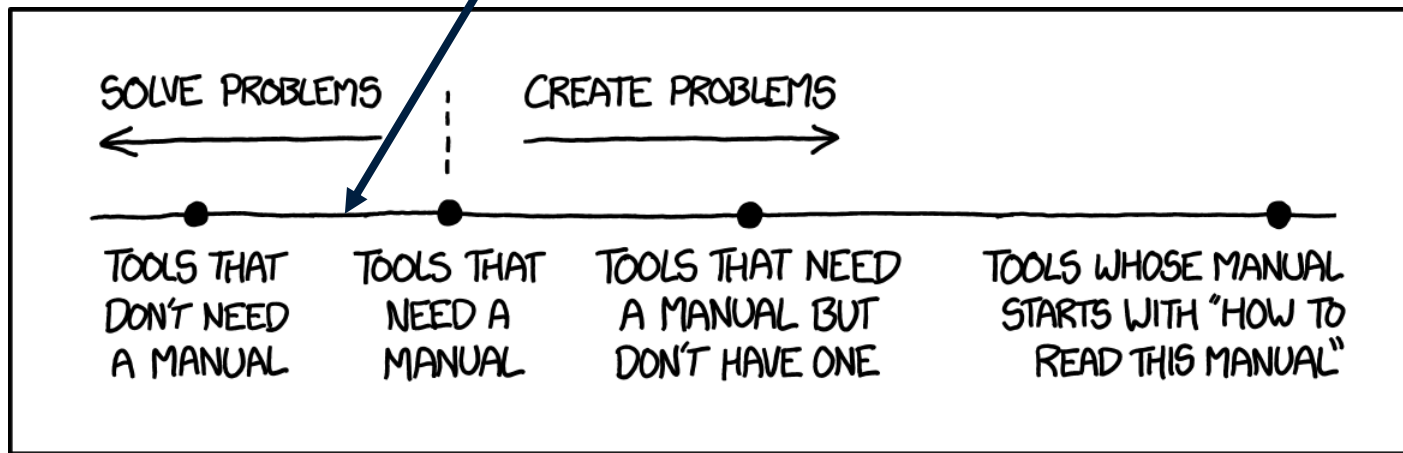 SOLVE PROBLEMS
CREATE PROBLEMS
TOOLS THAT
DON'T NEED
A MANUAL
TOOLS THAT
NEED A
MANUAL
TOOLS THAT NEED
A MANUAL BUT
DON'T HAVE ONE
TOOLS WHOSE MANUAL
STARTS WITH "HOW TO
READ THIS MANUAL"